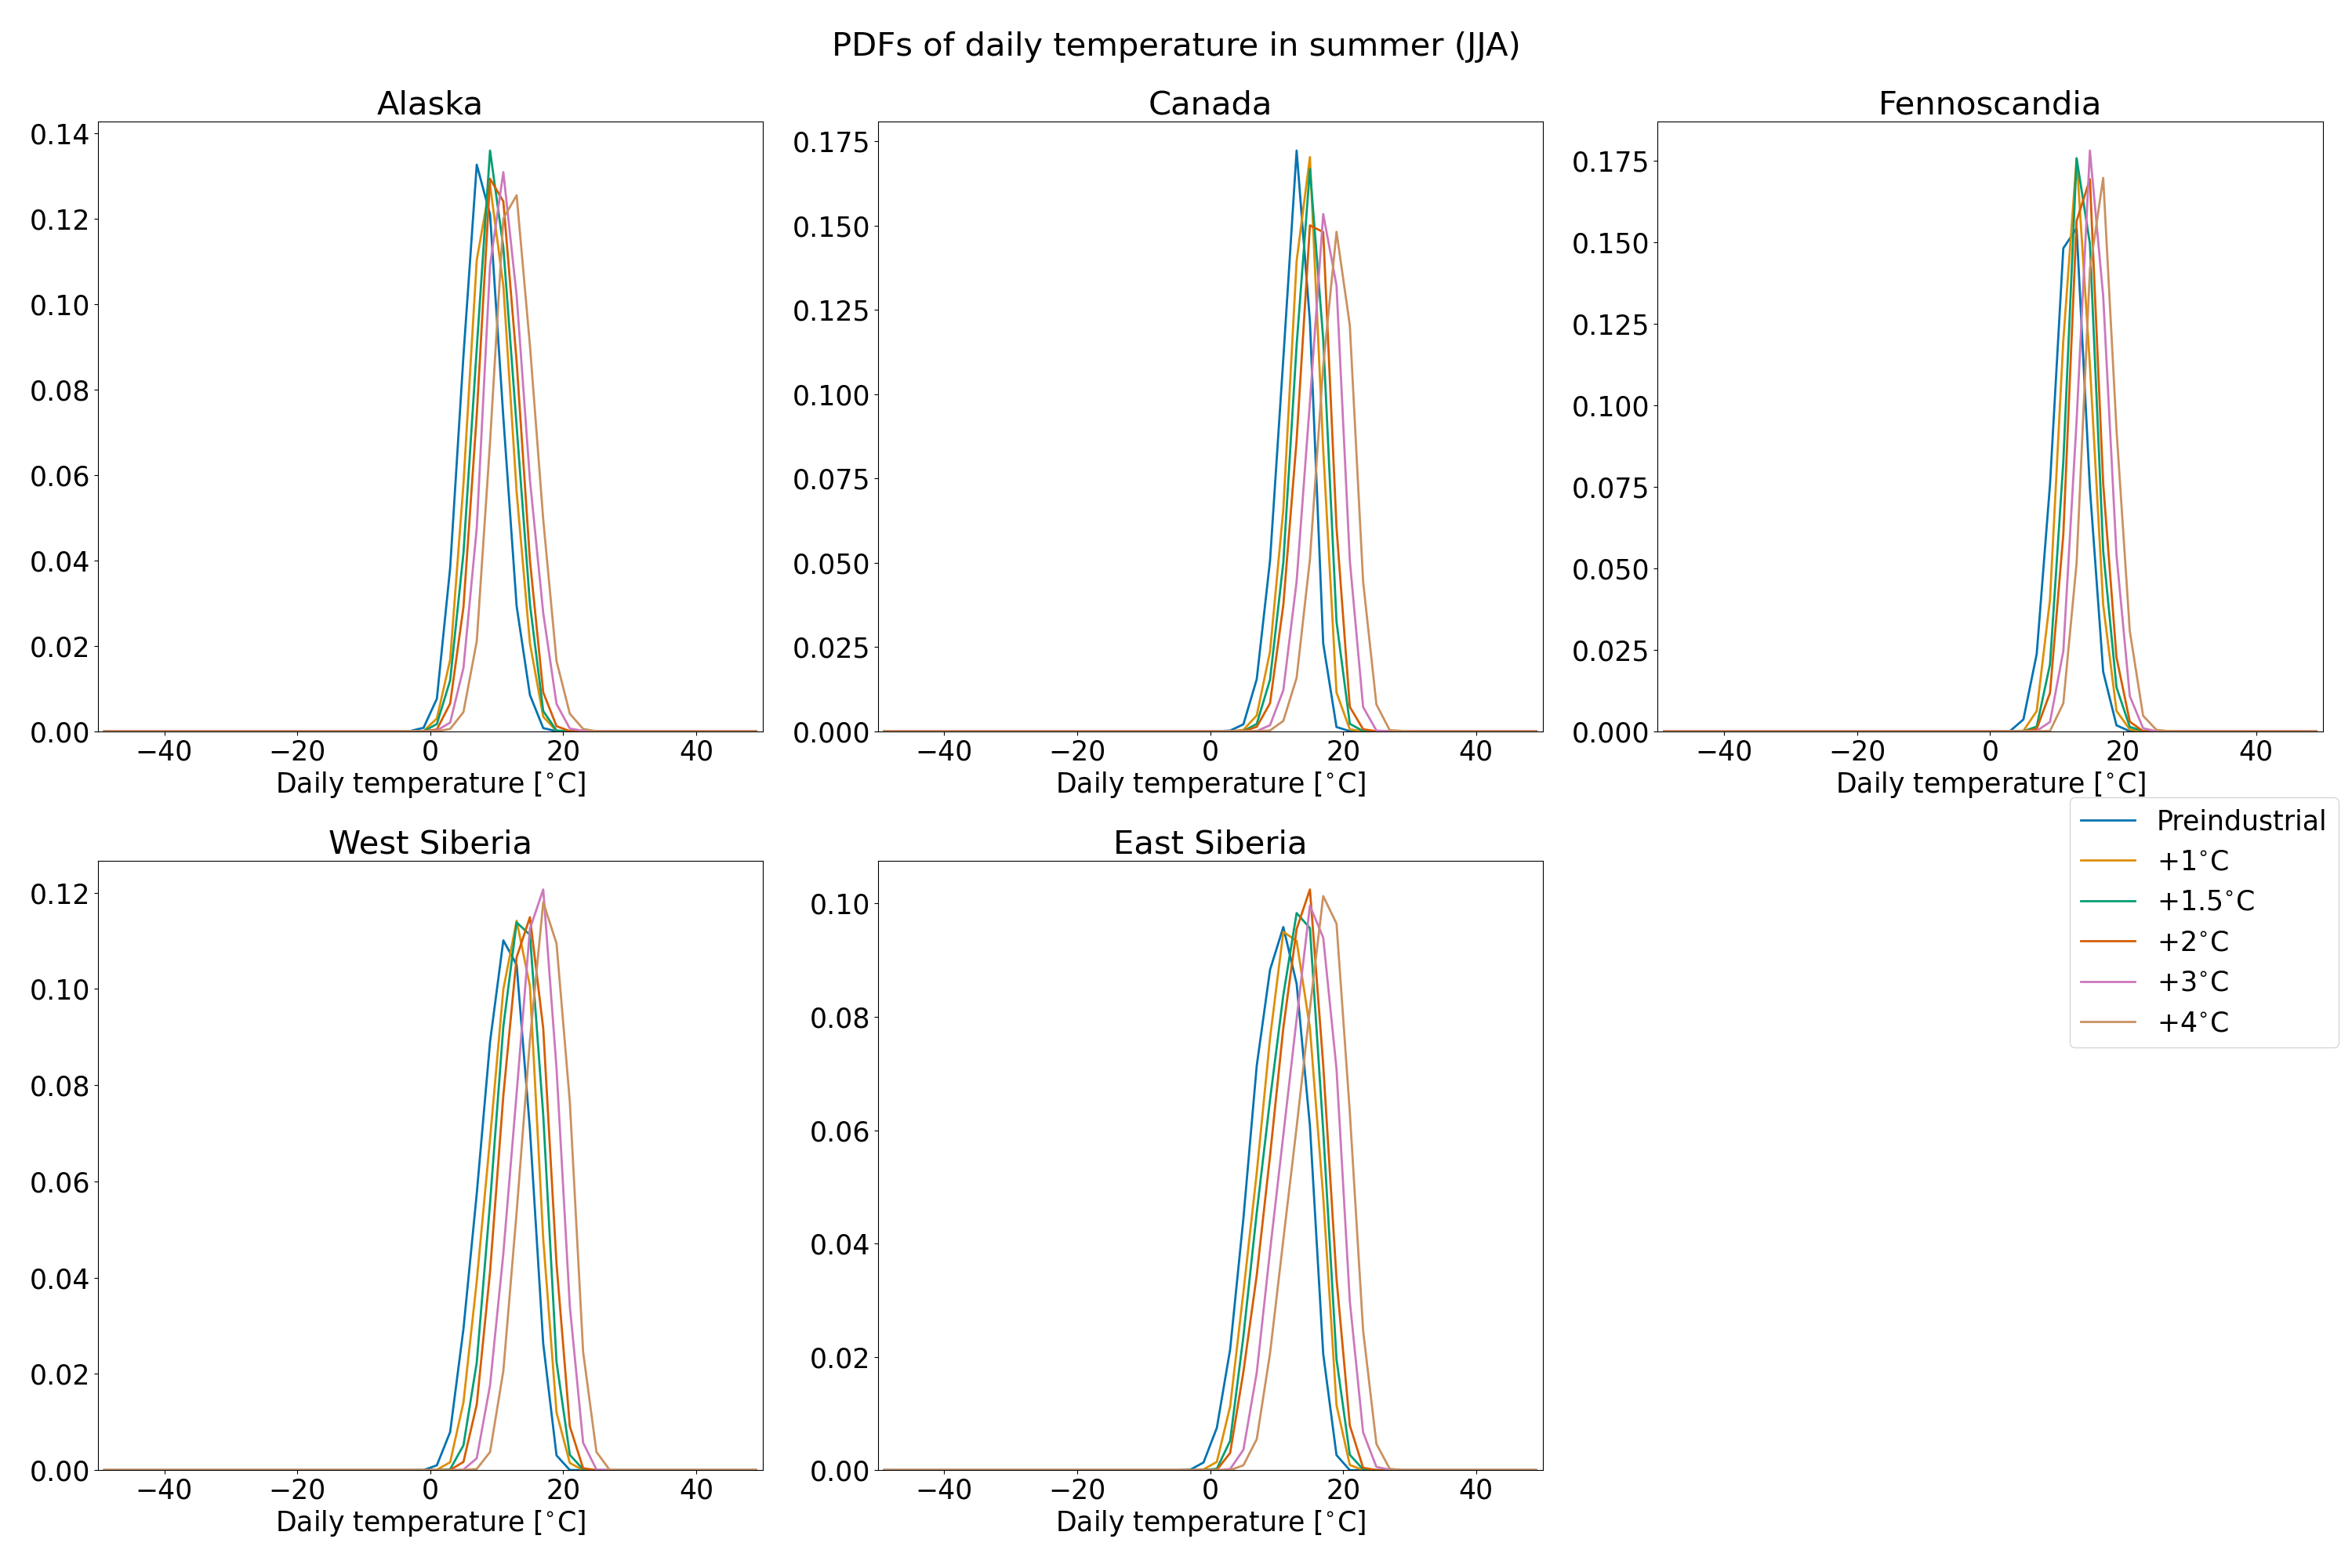 PDFs of daily temperature in summer (JJA)
Alaska
0.14
0.12
0.10
0.08
0.06
0.04
0.02
0.00
−40 −20 0 20 40
Daily temperature [°C]
Canada
0.175
0.150
0.125
0.100
0.075
0.050
0.025
0.000
−40 −20 0 20 40
Daily temperature [°C]
Fennoscandia
0.175
0.150
0.125
0.100
0.075
0.050
0.025
0.000
−40 −20 0 20 40
Daily temperature [°C]
Preindustrial
+1°C
+1.5°C
+2°C
+3°C
+4°C
West Siberia
0.12
0.10
0.08
0.06
0.04
0.02
0.00
−40 −20 0 20 40
Daily temperature [°C]
East Siberia
0.10
0.08
0.06
0.04
0.02
0.00
−40 −20 0 20 40
Daily temperature [°C]